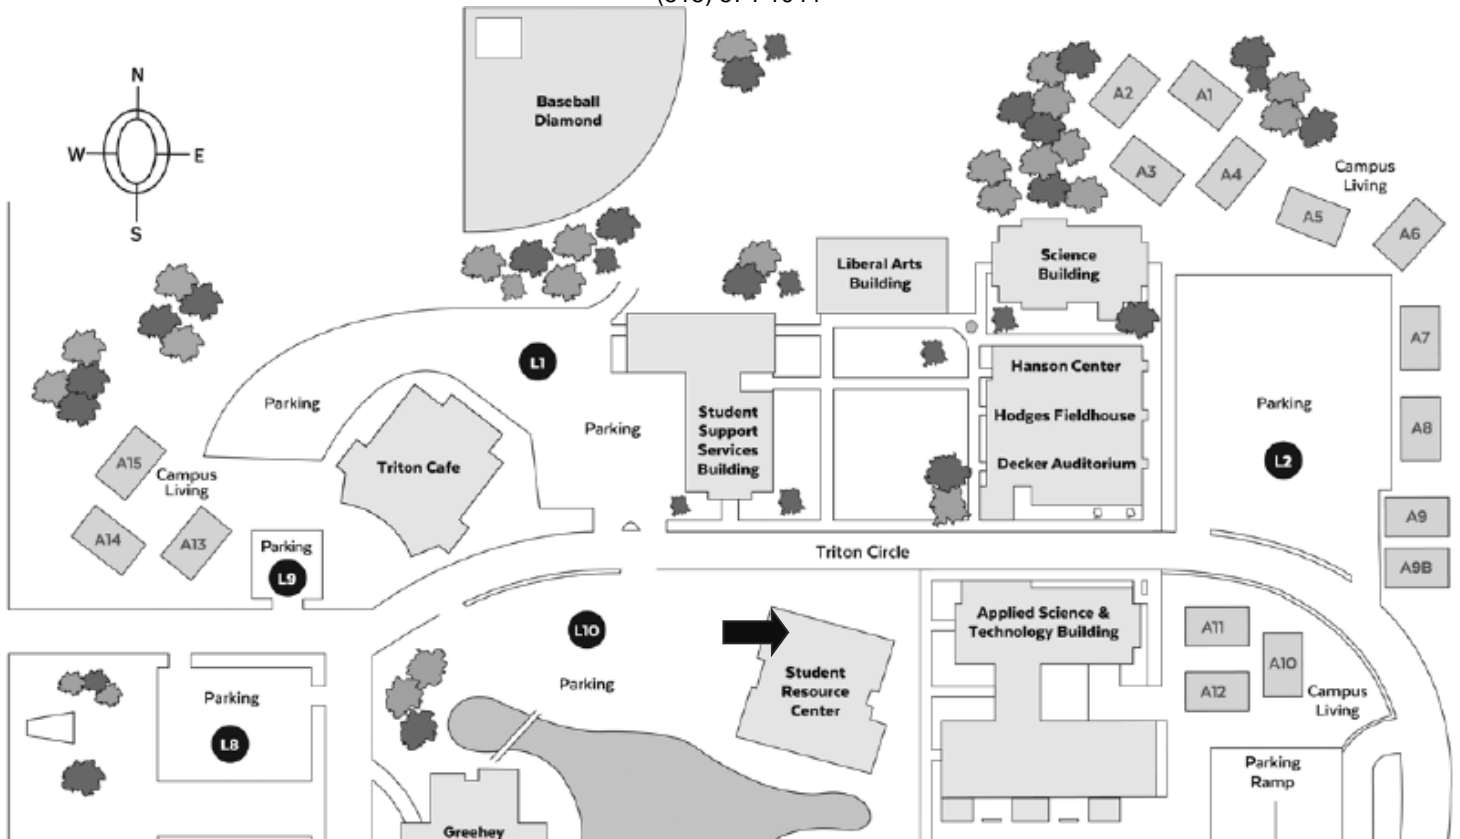 N
W
E
S
Baseball
Diamond
A2
A1
A3
A4
Campus
Living
A5
A6
Liberal Arts
Building
Science
Building
L1
A7
Hanson Center
Parking
Parking
Hodges Fieldhouse
Parking
A8
Student
Support
Services
Building
Parking
Triton Cafe
Decker Auditorium
L2
A15
Campus
Living
A14
A13
Parking
L9
A9
Triton Circle
A9B
L10
Applied Science &
Technology Building
A11
A10
A12
Campus
Living
Parking
Student
Resource
Center
Parking
L8
Parking
Ramp
Greehey